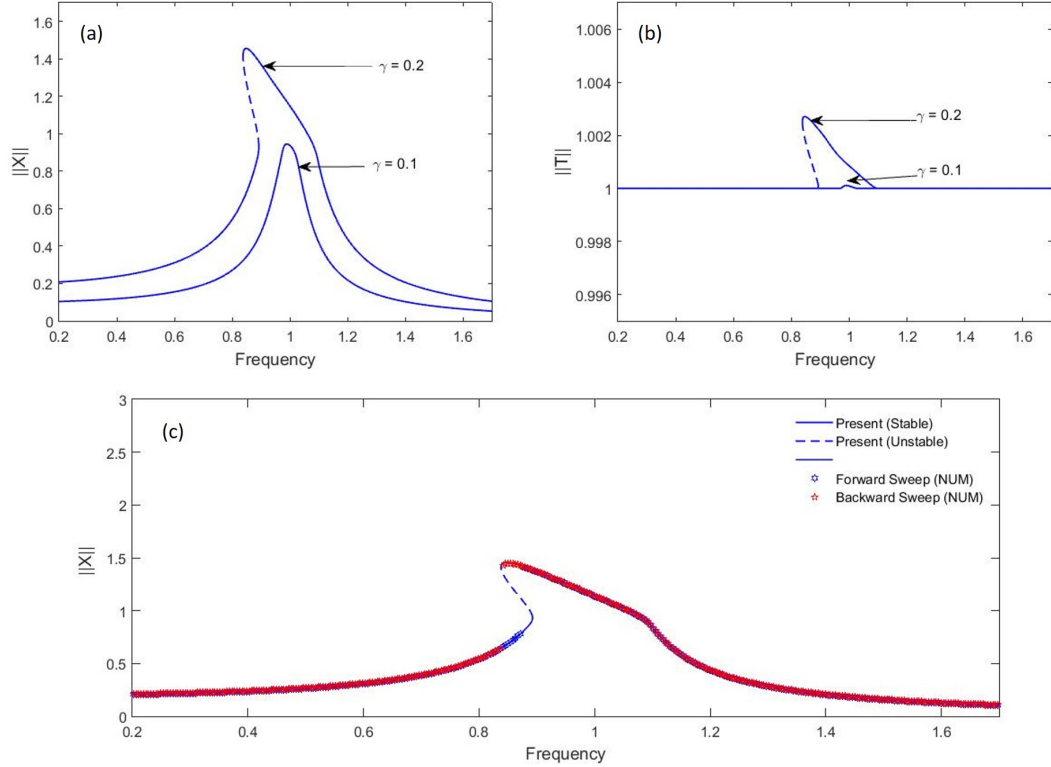 (a)
||X||
1.6
1.4
1.2
1
0.8
0.6
0.4
0.2
0
γ = 0.2
γ = 0.1
0.2 0.4 0.6 0.8 1 1.2 1.4 1.6
Frequency
(b)
||T||
1.006
1.004
1.002
1
0.998
0.996
γ = 0.2
γ = 0.1
0.2 0.4 0.6 0.8 1 1.2 1.4 1.6
Frequency
(c)
||X||
3
2.5
2
1.5
1
0.5
0
Present (Stable)
Present (Unstable)
Forward Sweep (NUM)
Backward Sweep (NUM)
0.2 0.4 0.6 0.8 1 1.2 1.4 1.6
Frequency